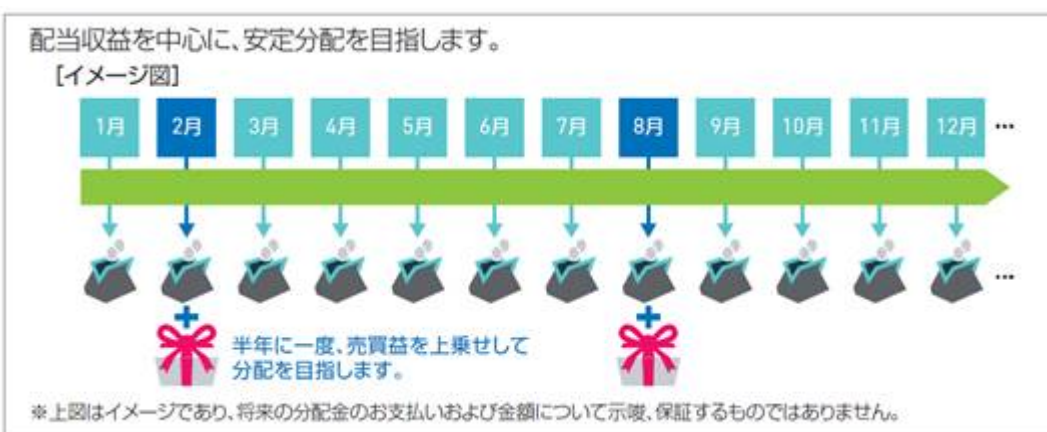 配当収益を中心に、安定分配を目指します。
[イメージ図]
1月 2月 3月 4月 5月 6月 7月 8月 9月 10月 11月 12月 …
…
半年に一度、売買益を上乗せして
分配を目指します。
※上図はイメージであり、将来の分配金のお支払いおよび金額について示唆、保証するものではありません。